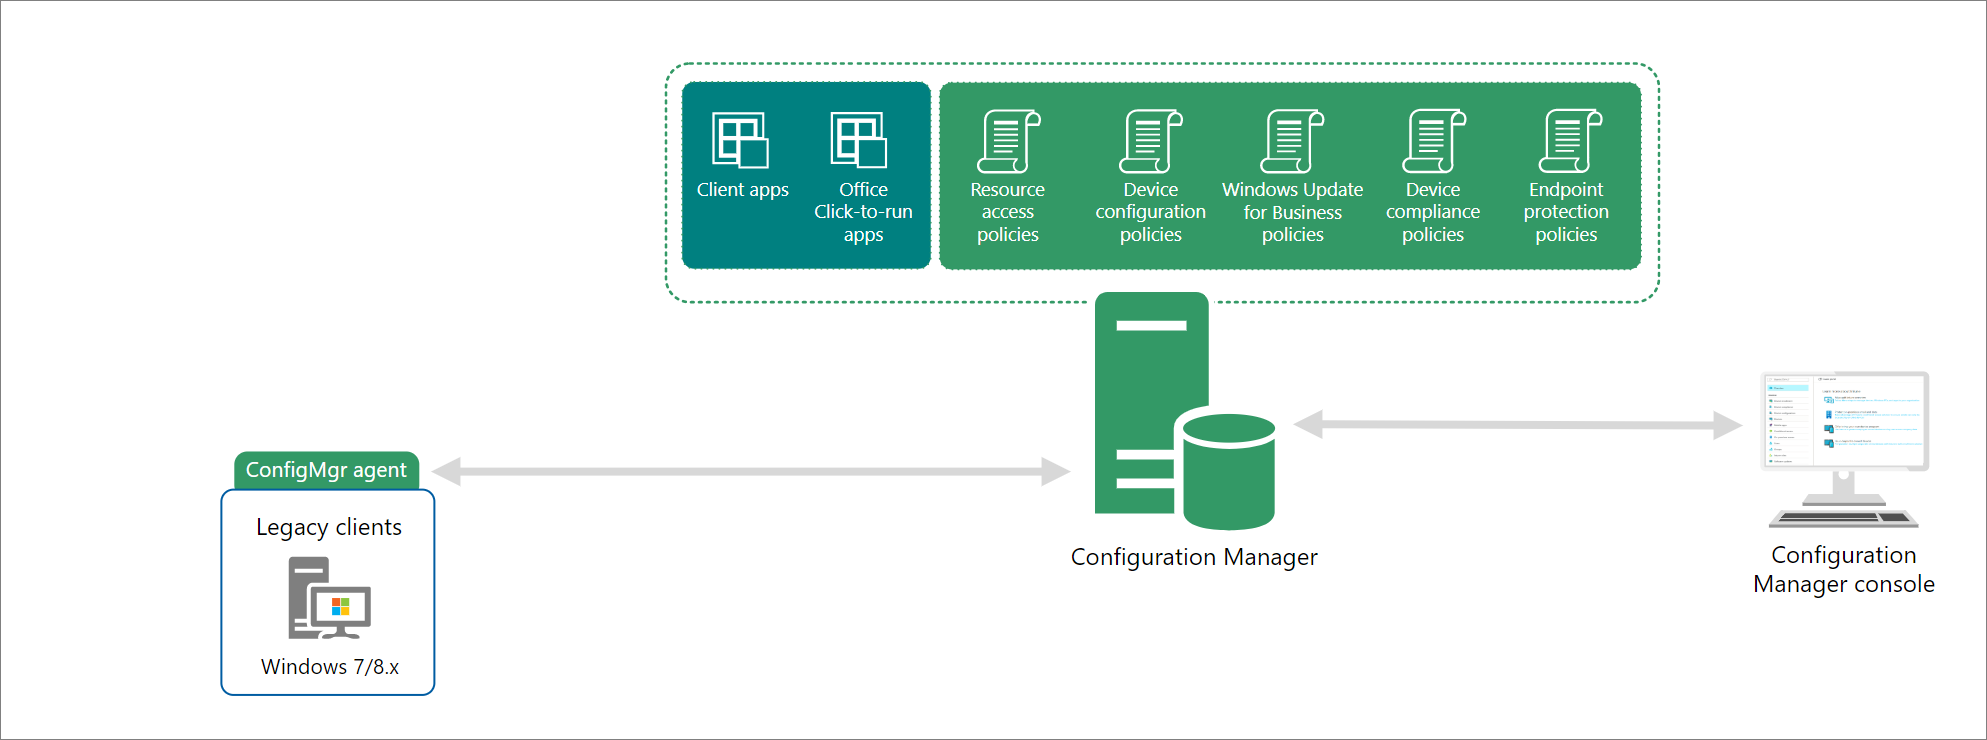 Client apps
Office
Click-to-run
apps
Resource
access
policies
Device
configuration
policies
Windows Update
for Business
policies
Device
compliance
policies
Endpoint
protection
policies
ConfigMgr agent
Legacy clients
Windows 7/8.x
Configuration Manager
Configuration
Manager console